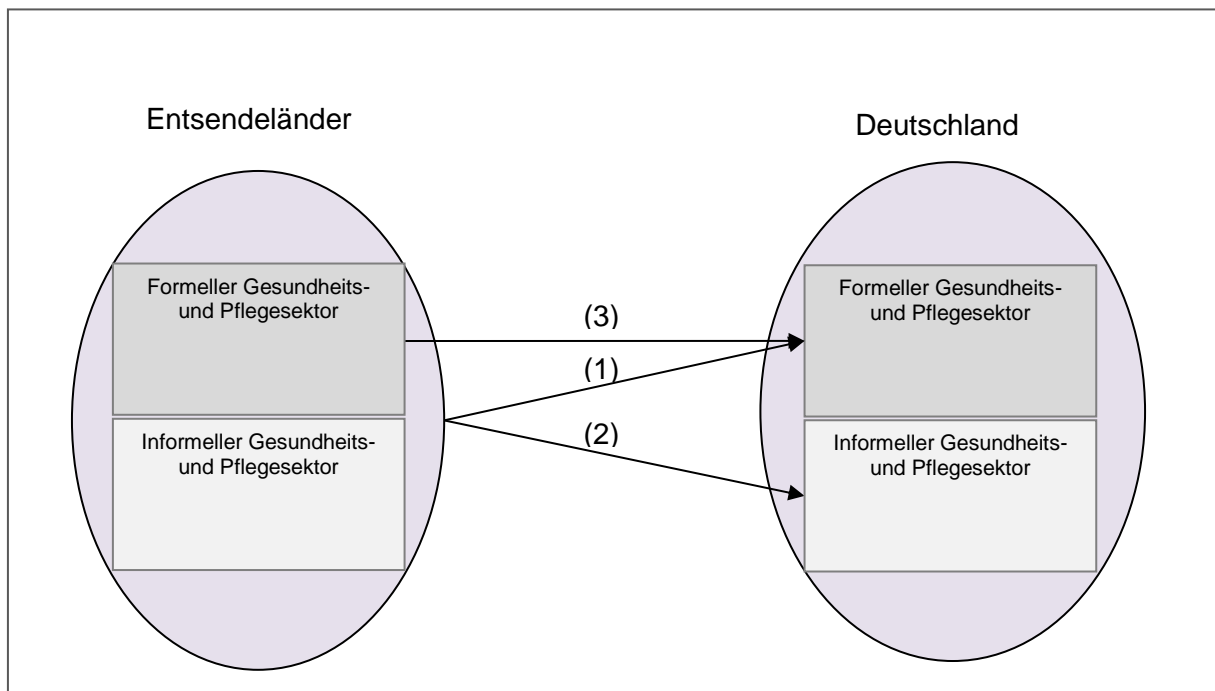 Entsendeländer
Deutschland
Formeller Gesundheits-
und Pflegesektor
Informeller Gesundheits-
und Pflegesektor
(3)
(1)
(2)
Formeller Gesundheits-
und Pflegesektor
Informeller Gesundheits-
und Pflegesektor